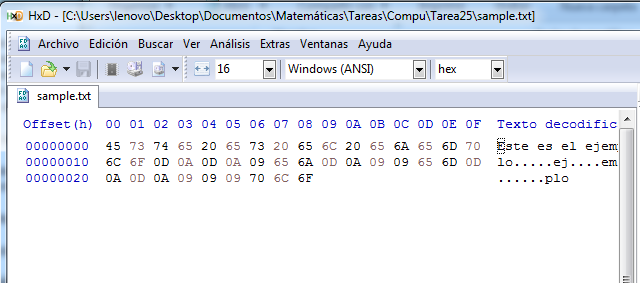 HxD - [C:\Users\lenovo\Desktop\Documentos\Matemáticas\Tareas\Compu\Tarea25\sample.txt]
Archivo Edición Buscar Ver Análisis Extras Ventanas Ayuda
16 Windows (ANSI) hex
sample.txt
Offset(h) 00 01 02 03 04 05 06 07 08 09 0A 0B 0C 0D 0E 0F Texto decodific
00000000 45 73 74 65 20 65 73 20 65 6C 20 65 6A 65 6D 70 Este es el ejemp
00000010 6C 6F 0D 0A 0D 0A 09 65 6A 0D 0A 09 09 65 6D 0D lo.....ej....em.
00000020 0A 0D 0A 09 09 09 70 6C 6F ......plo